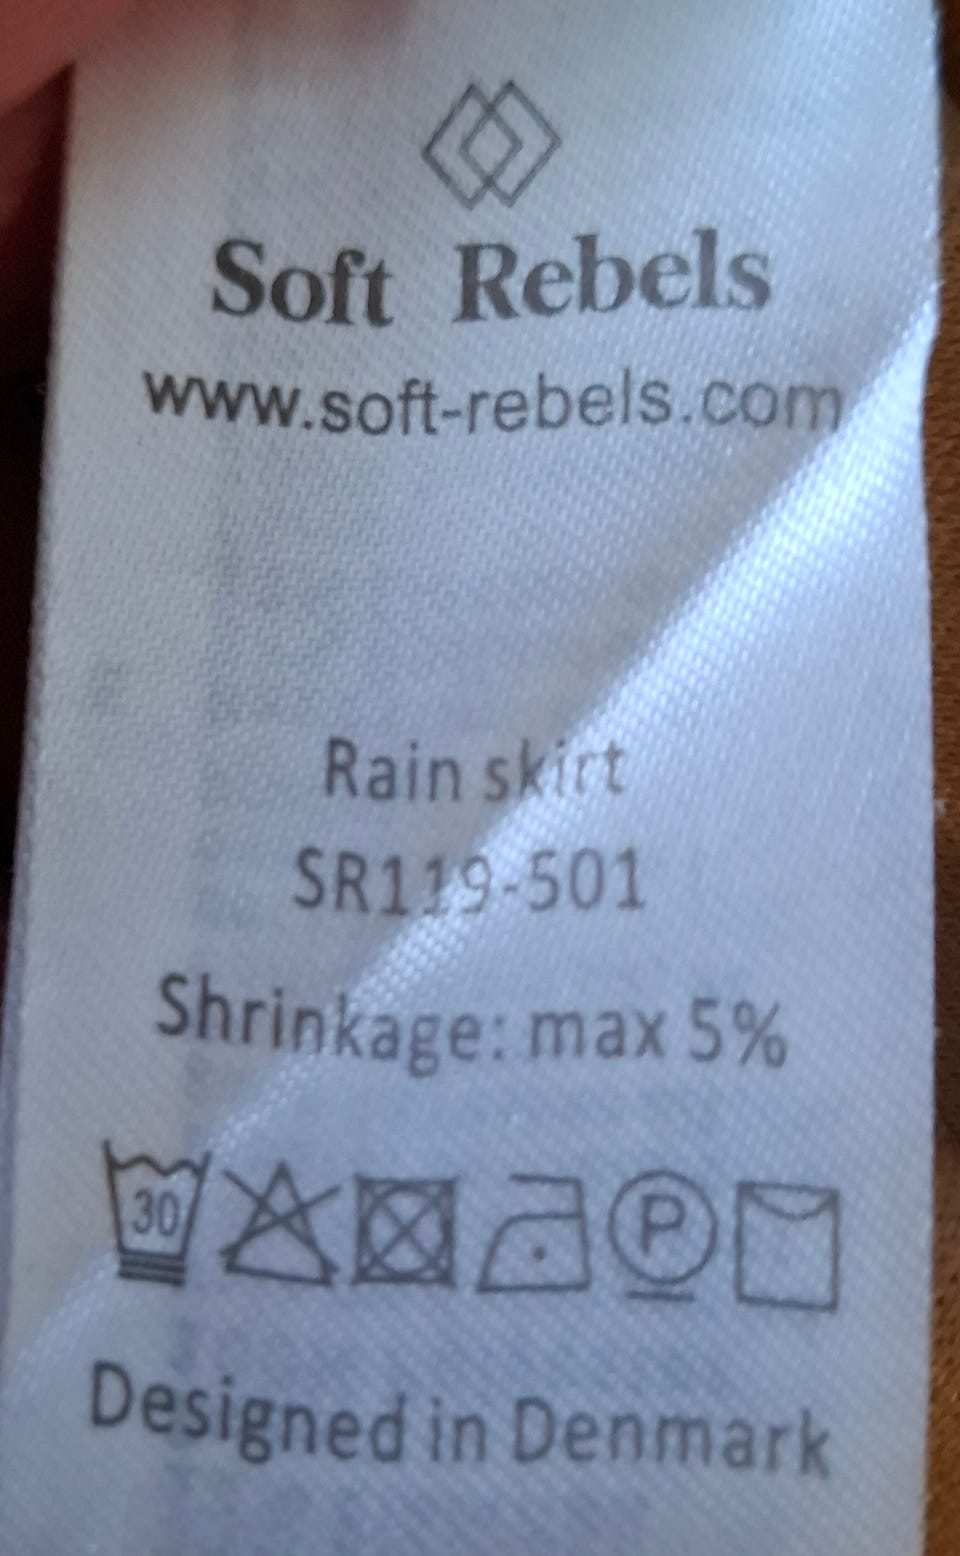 Soft Rebels
www.soft-rebels.com
Rain skirt
SR119-501
Shrinkage: max 5%
30 P
Designed in Denmark